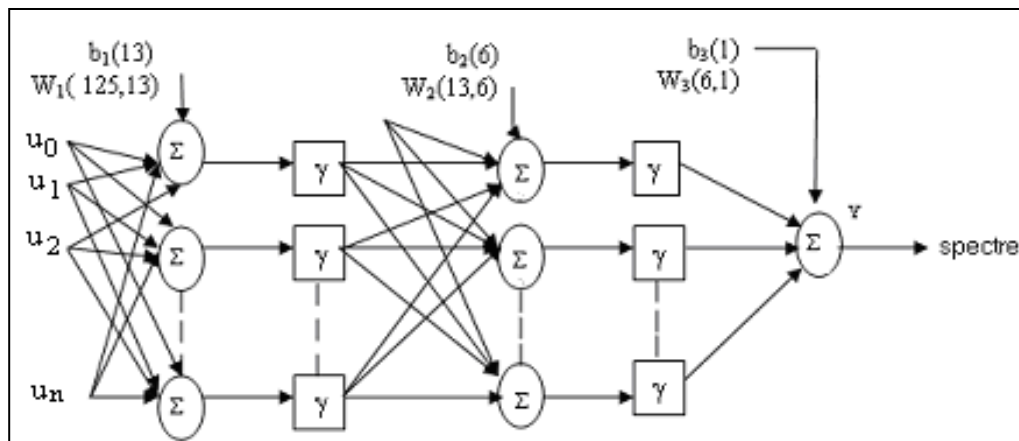 b₁(13)
W₁( 125,13)
b₂(6)
W₂(13,6)
b₃(1)
W₃(6,1)
u₀
u₁
u₂
uₙ
Σ
Σ
Σ
γ
γ
γ
Σ
Σ
Σ
γ
γ
γ
Σ
v
spectre